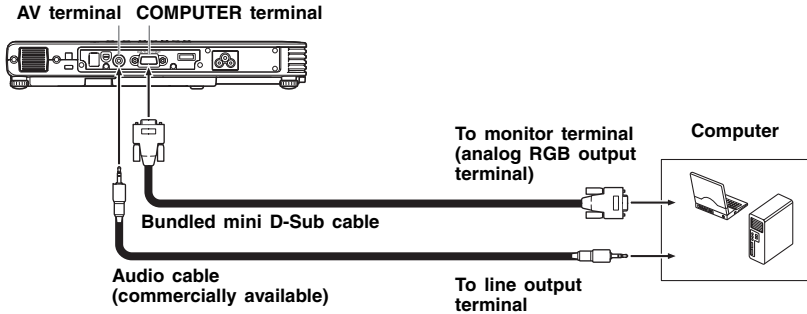 AV terminal COMPUTER terminal
To monitor terminal
(analog RGB output
terminal)
Computer
Bundled mini D-Sub cable
Audio cable
(commercially available)
To line output
terminal